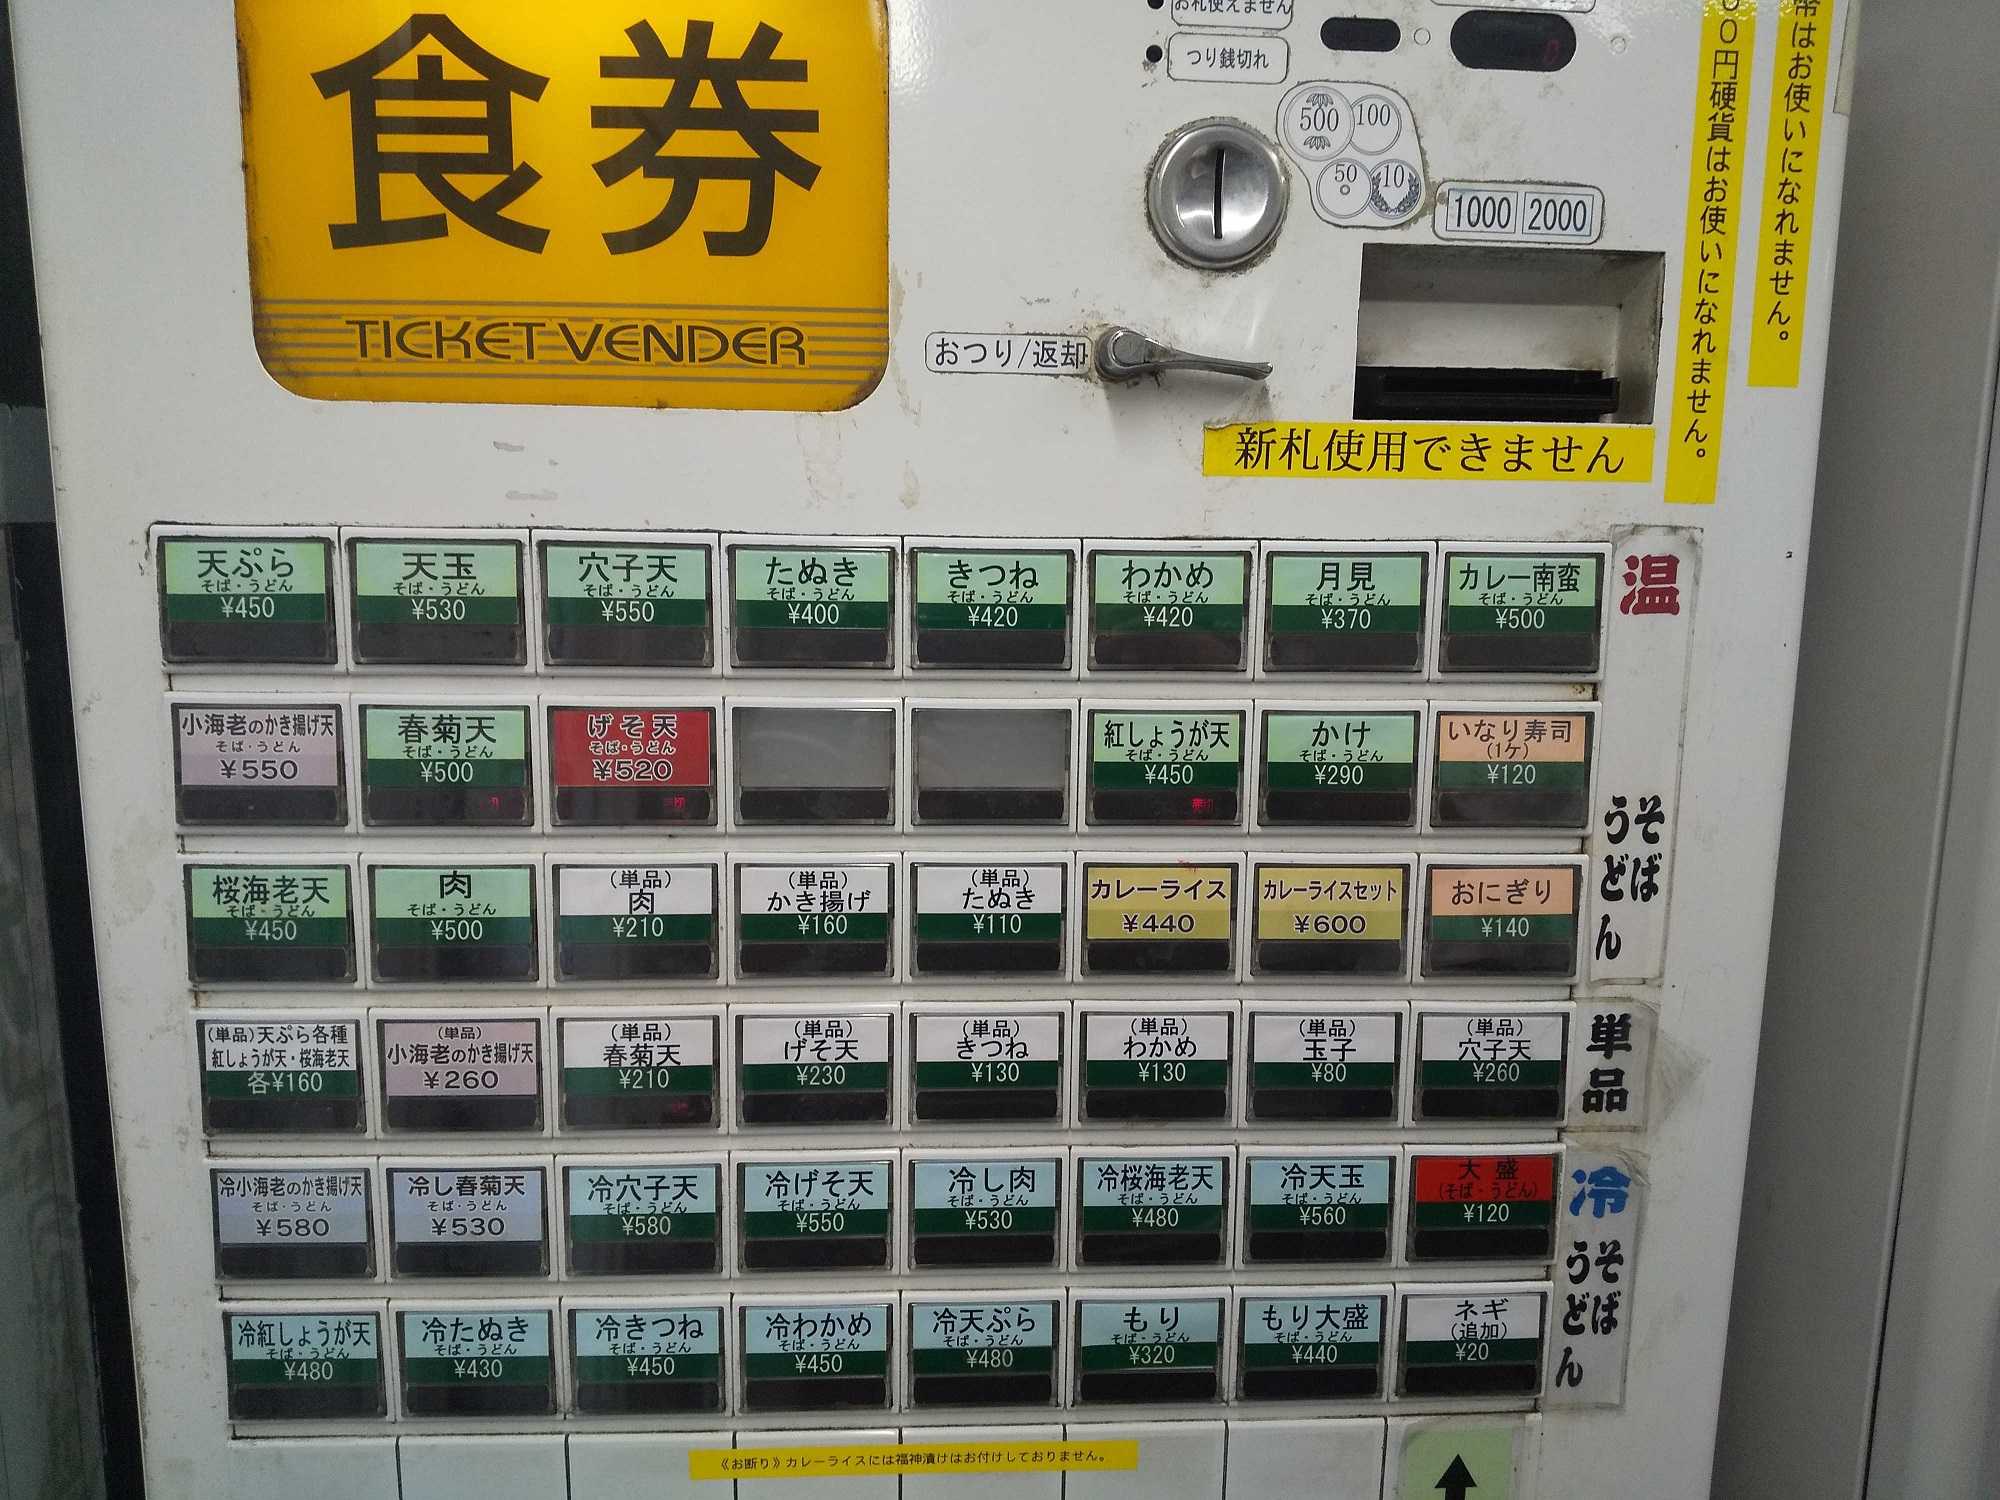 お札使えません
つり銭切れ
食券
TICKET VENDER
500
100
50
10
1000
2000
おつり/返却
新札使用できません
00円硬貨はお使いになれません。
幣はお使いになれません。
天ぷら
そば・うどん
¥450
天玉
そば・うどん
¥530
穴子天
そば・うどん
¥550
たぬき
そば・うどん
¥400
きつね
そば・うどん
¥420
わかめ
そば・うどん
¥420
月見
そば・うどん
¥370
カレー南蛮
そば・うどん
¥500
温
そば
うどん
小海老のかき揚げ天
そば・うどん
¥550
春菊天
そば・うどん
¥500
げそ天
そば・うどん
¥520
紅しょうが天
そば・うどん
¥450
売切
かけ
そば・うどん
¥290
いなり寿司
(1ケ)
¥120
桜海老天
そば・うどん
¥450
肉
そば・うどん
¥500
(単品)
肉
¥210
(単品)
かき揚げ
¥160
(単品)
たぬき
¥110
カレーライス
¥440
カレーライスセット
¥600
おにぎり
¥140
(単品)天ぷら各種
紅しょうが天・桜海老天
各¥160
(単品)
小海老のかき揚げ天
¥260
(単品)
春菊天
¥210
(単品)
げそ天
¥230
(単品)
きつね
¥130
(単品)
わかめ
¥130
(単品)
玉子
¥80
(単品)
穴子天
¥260
単品
冷小海老のかき揚げ天
そば・うどん
¥580
冷し春菊天
そば・うどん
¥530
冷穴子天
そば・うどん
¥580
冷げそ天
そば・うどん
¥550
冷し肉
そば・うどん
¥530
冷桜海老天
そば・うどん
¥480
冷天玉
そば・うどん
¥560
大盛
(そば・うどん)
¥120
冷
そば
うどん
冷紅しょうが天
そば・うどん
¥480
冷たぬき
そば・うどん
¥430
冷きつね
そば・うどん
¥450
冷わかめ
そば・うどん
¥450
冷天ぷら
そば・うどん
¥480
もり
そば・うどん
¥320
もり大盛
そば・うどん
¥440
ネギ
(追加)
¥20
《お断り》カレーライスには福神漬けはお付けしておりません。